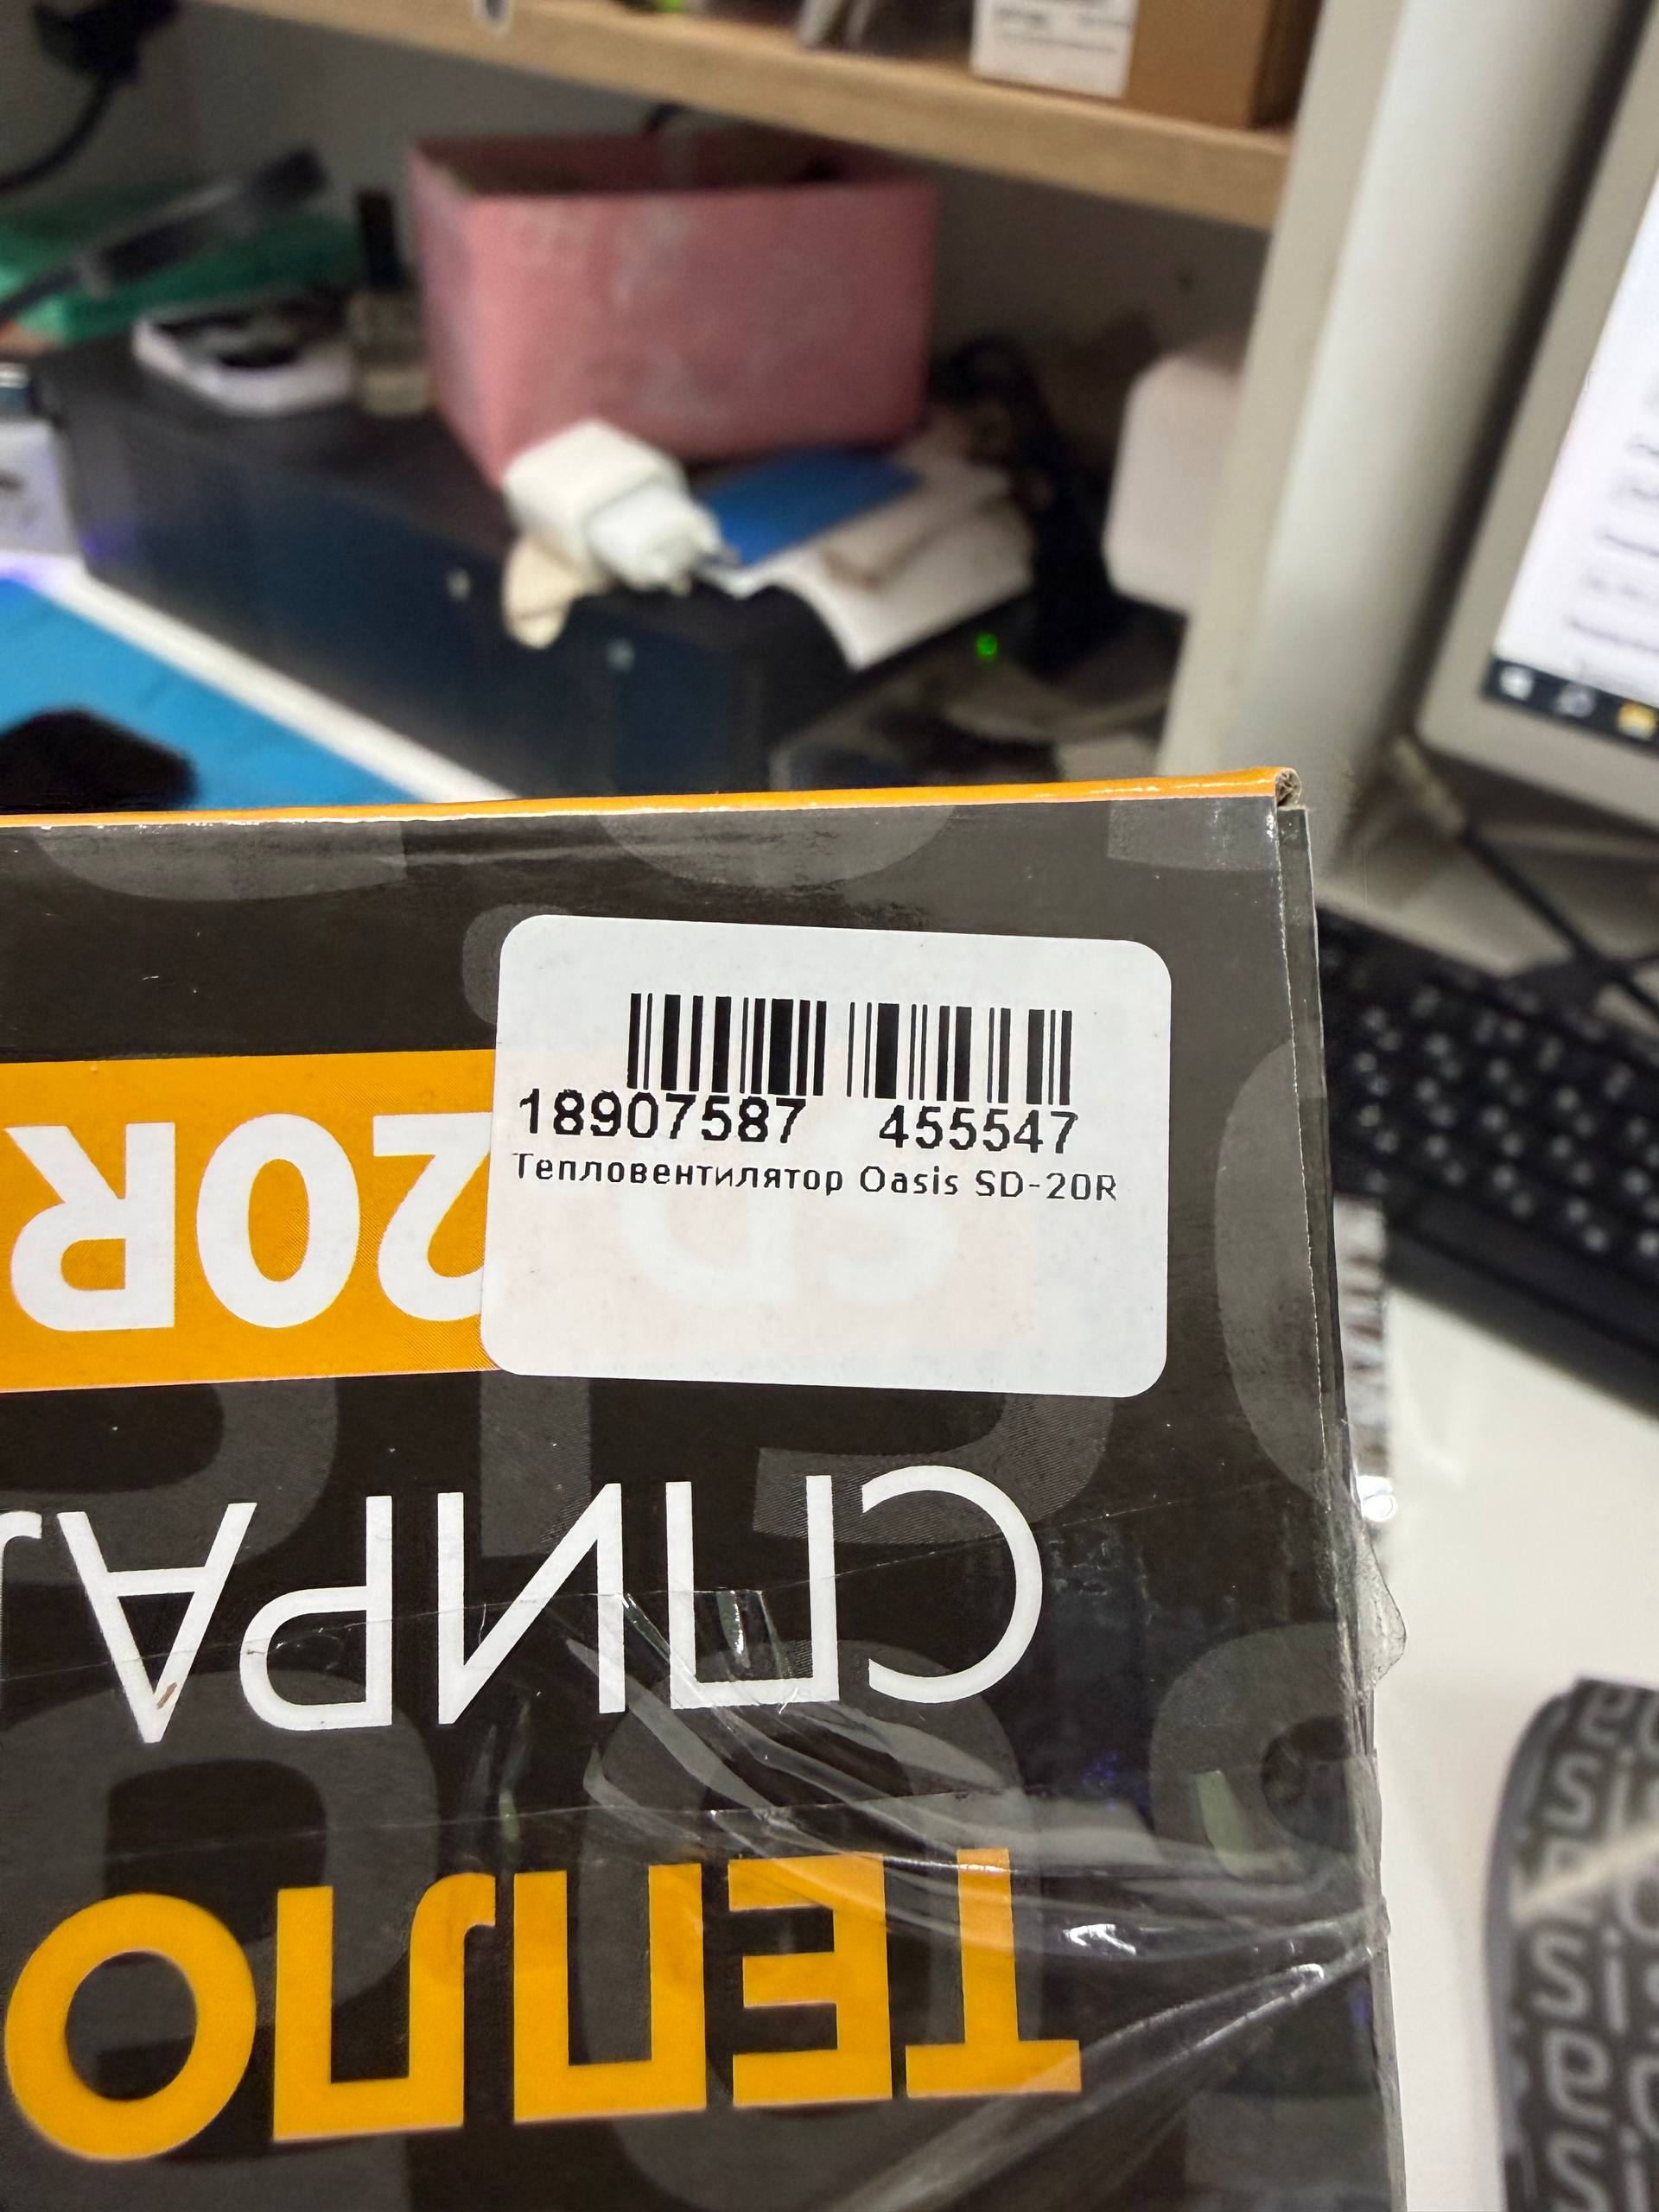 18907587 455547
Тепловентилятор Oasis SD-20R
20R
СПИРАЛ
ТЕПЛО